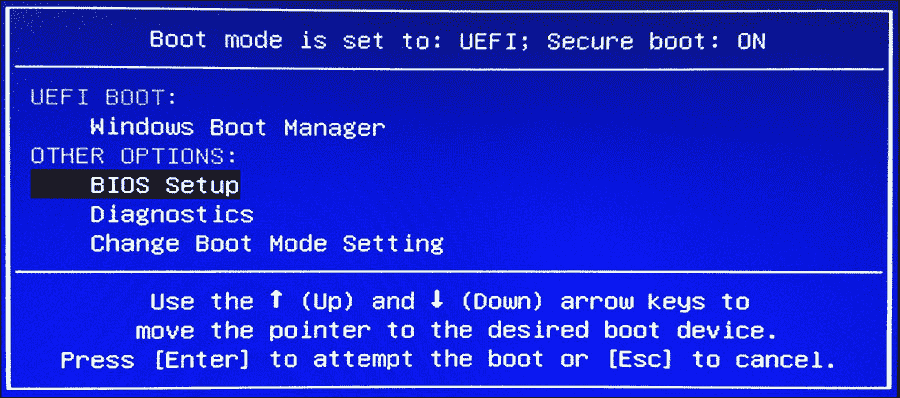 Boot mode is set to: UEFI; Secure boot: ON
UEFI BOOT:
Windows Boot Manager
OTHER OPTIONS:
BIOS Setup
Diagnostics
Change Boot Mode Setting
Use the ↑ (Up) and ↓ (Down) arrow keys to
move the pointer to the desired boot device.
Press [Enter] to attempt the boot or [Esc] to cancel.